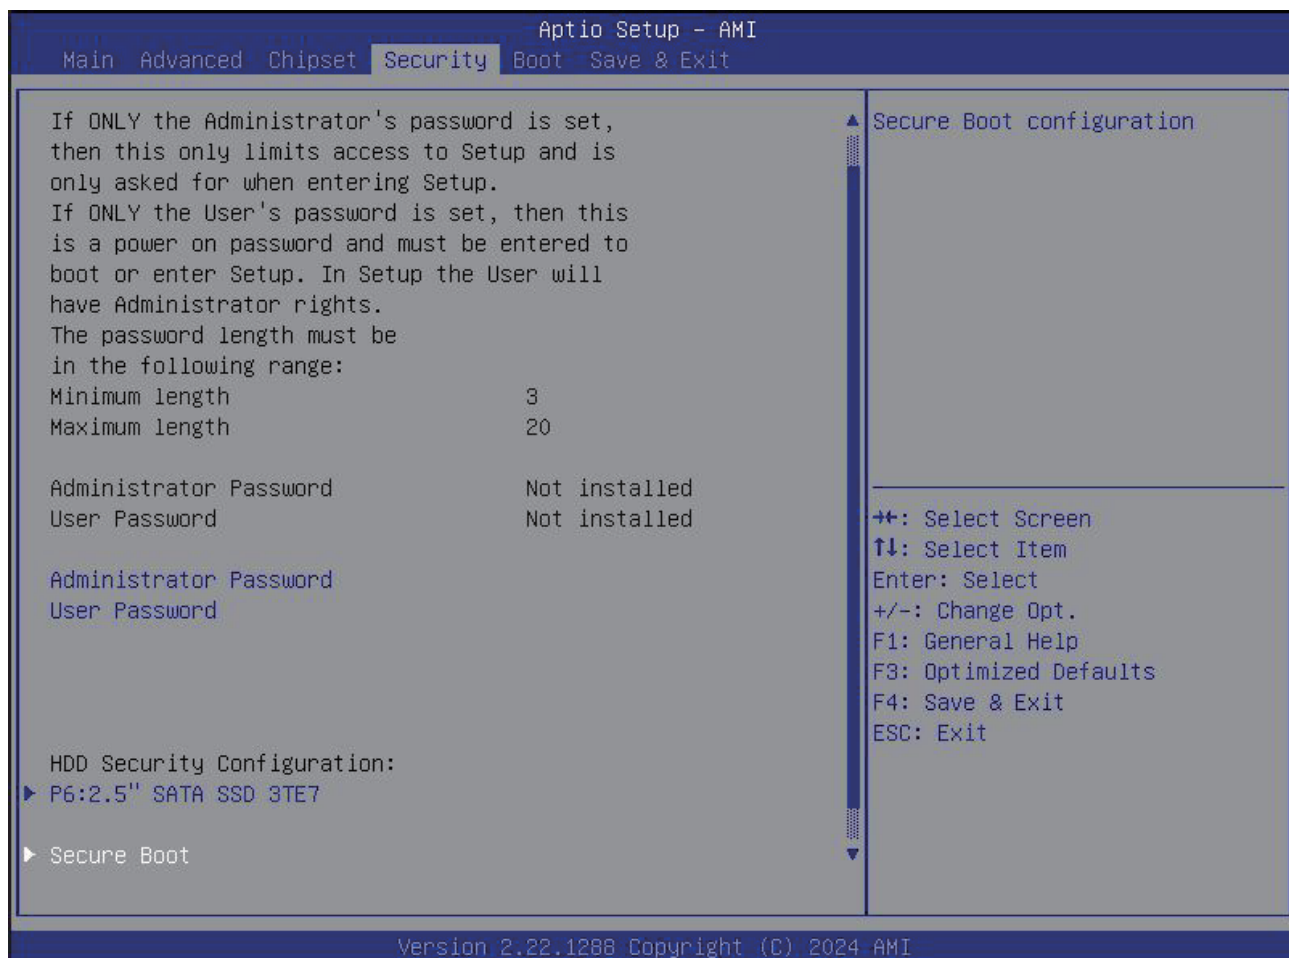 Aptio Setup - AMI
Main Advanced Chipset Security Boot Save & Exit
If ONLY the Administrator's password is set,
then this only limits access to Setup and is
only asked for when entering Setup.
If ONLY the User's password is set, then this
is a power on password and must be entered to
boot or enter Setup. In Setup the User will
have Administrator rights.
The password length must be
in the following range:
Minimum length 3
Maximum length 20
Administrator Password Not installed
User Password Not installed
Administrator Password
User Password
HDD Security Configuration:
▶ P6:2.5" SATA SSD 3TE7
▶ Secure Boot
Secure Boot configuration
→←: Select Screen
↑↓: Select Item
Enter: Select
+/-: Change Opt.
F1: General Help
F3: Optimized Defaults
F4: Save & Exit
ESC: Exit
Version 2.22.1288 Copyright (C) 2024 AMI